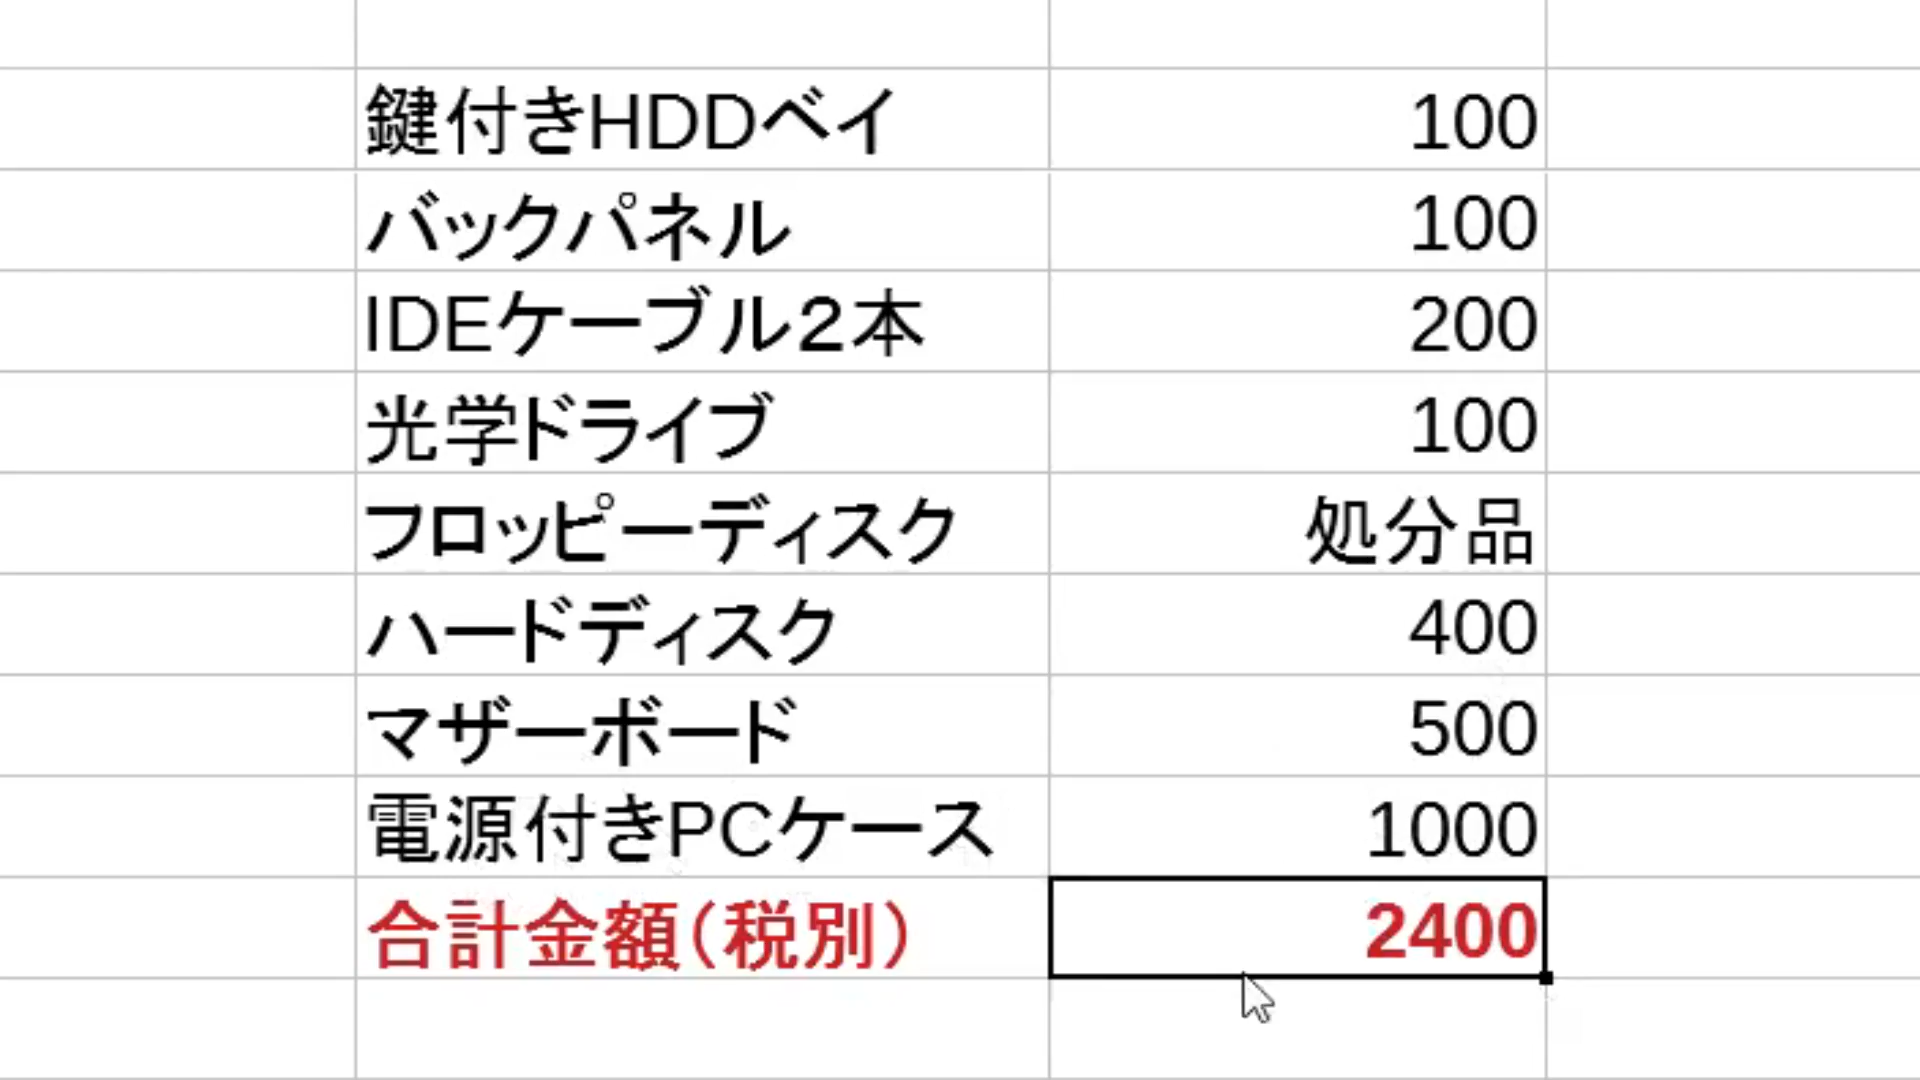 鍵付きHDDベイ 100
バックパネル 100
IDEケーブル２本 200
光学ドライブ 100
フロッピーディスク 処分品
ハードディスク 400
マザーボード 500
電源付きPCケース 1000
合計金額（税別） 2400